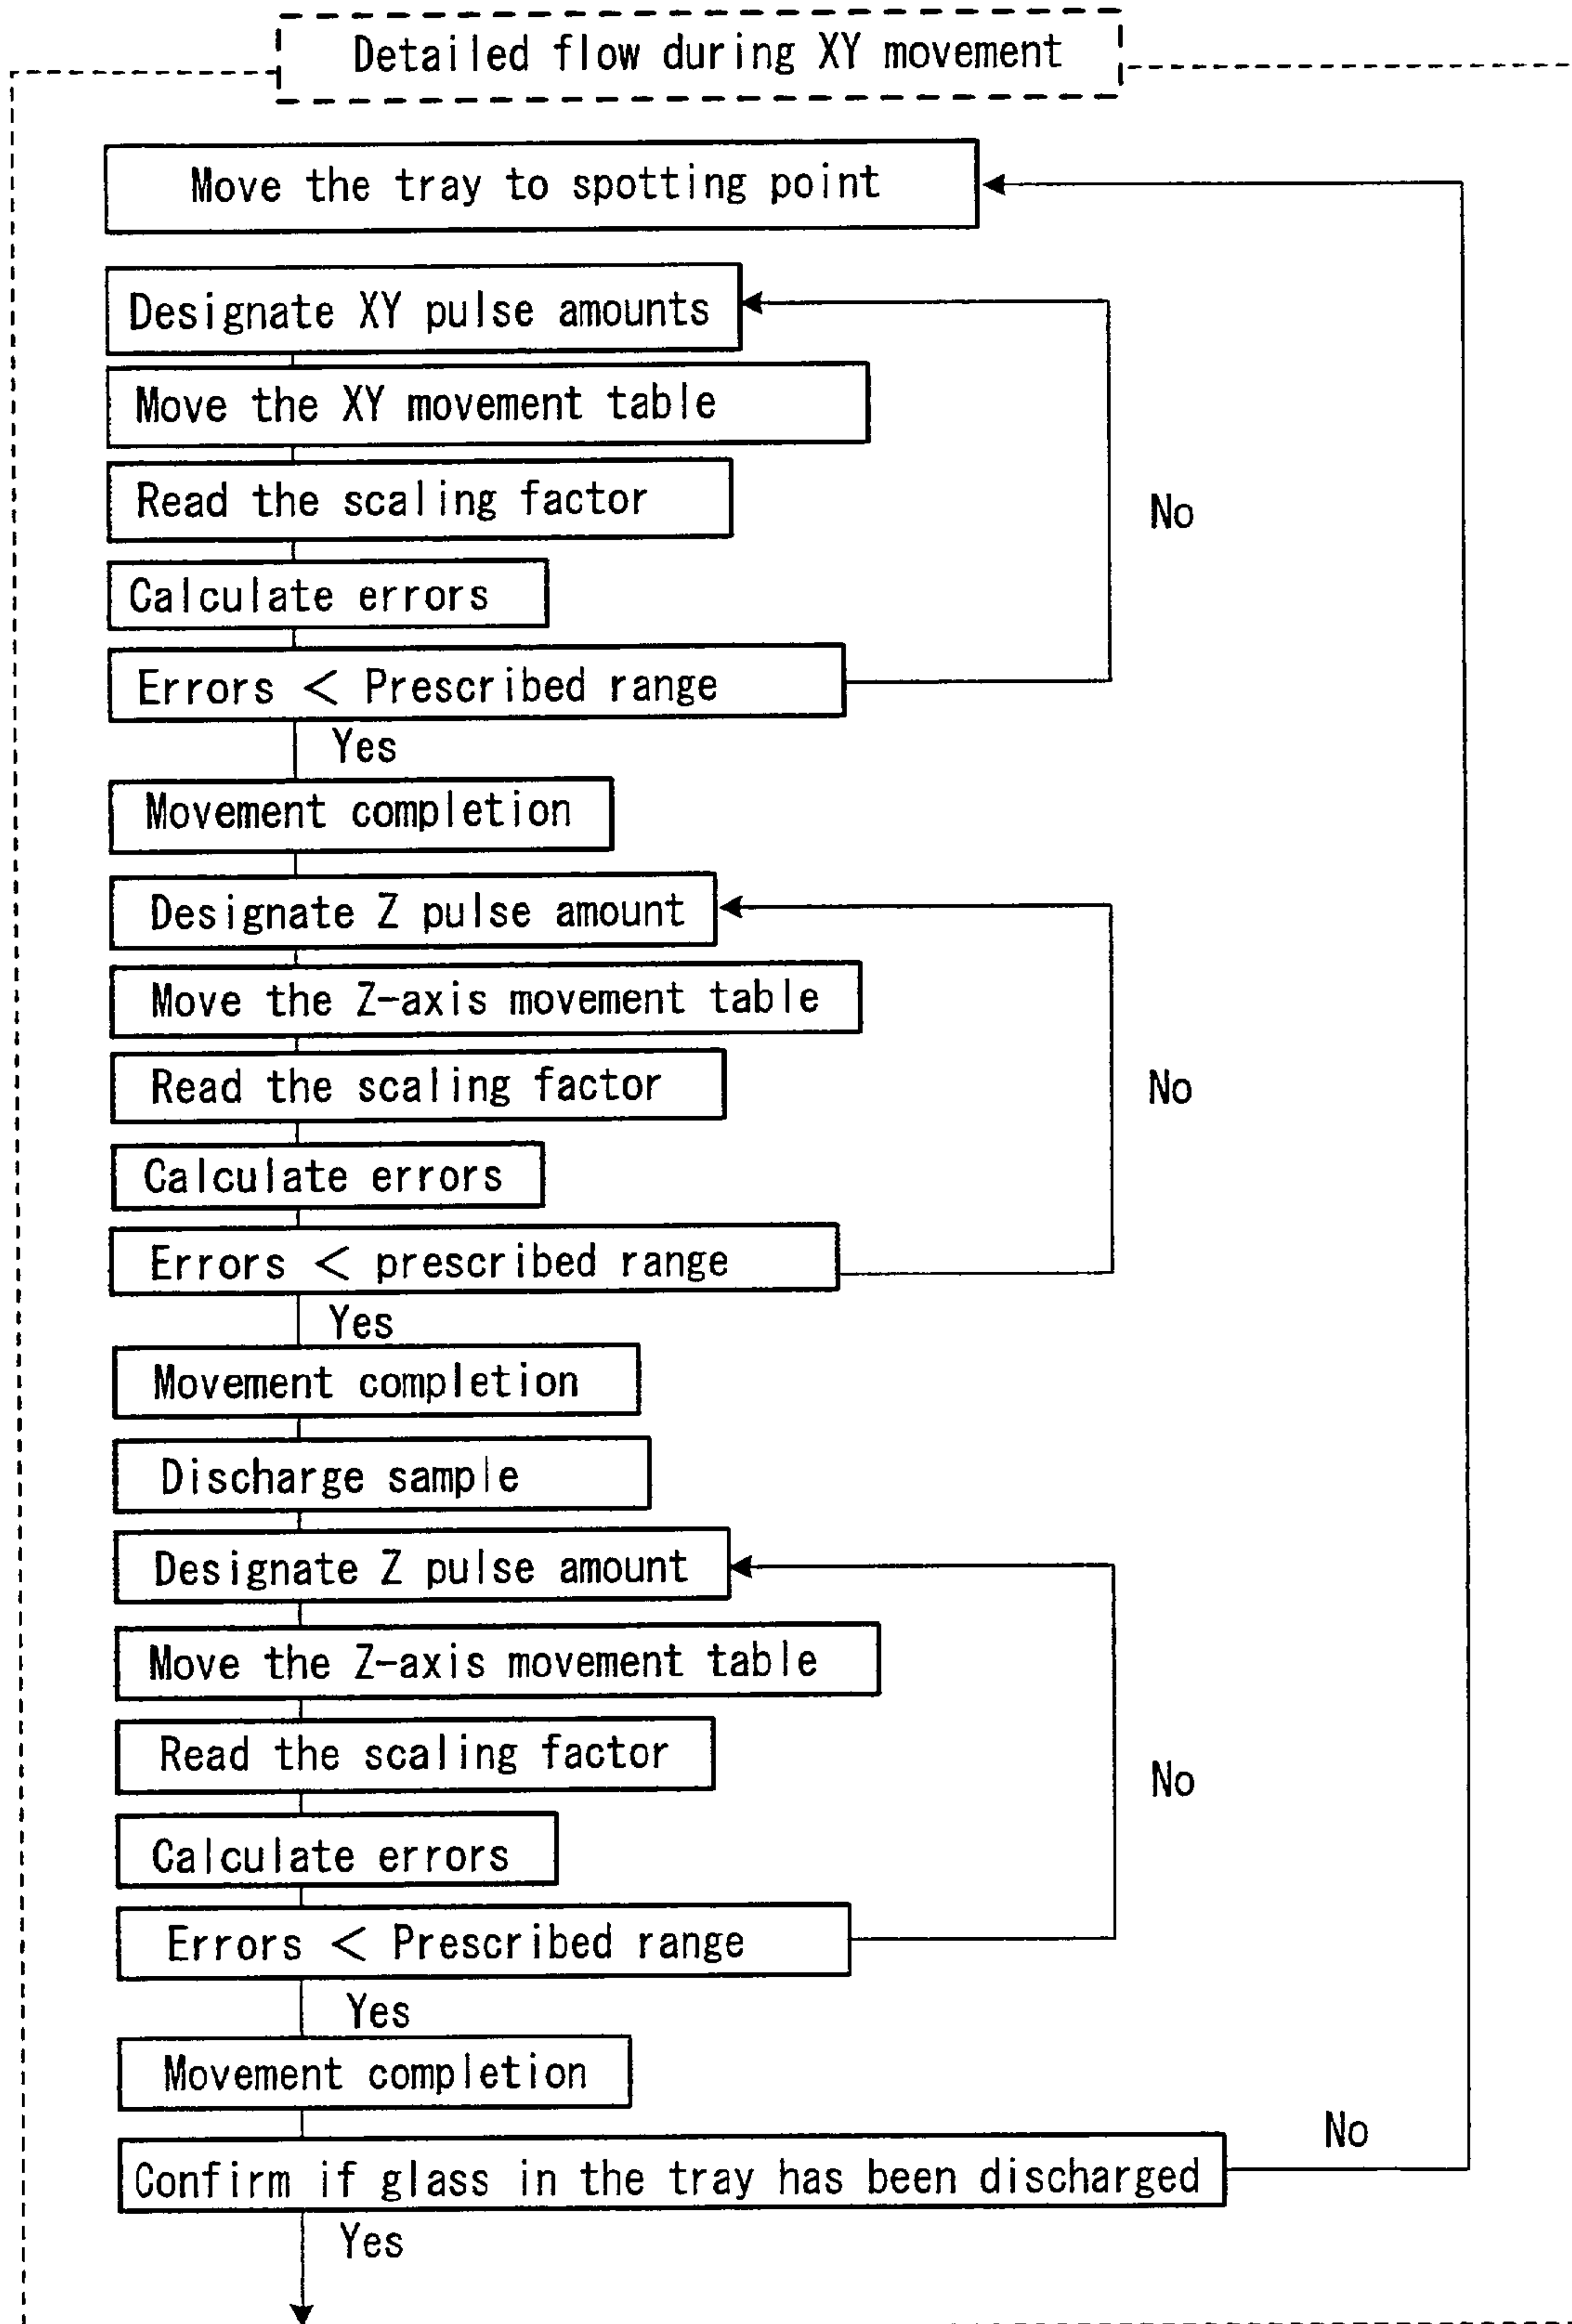 Detailed flow during XY movement
Move the tray to spotting point
Designate XY pulse amounts
Move the XY movement table
Read the scaling factor
No
Calculate errors
Errors < Prescribed range
Yes
Movement completion
Designate Z pulse amount
Move the Z-axis movement table
Read the scaling factor
No
Calculate errors
Errors < prescribed range
Yes
Movement completion
Discharge sample
Designate Z pulse amount
Move the Z-axis movement table
Read the scaling factor
No
Calculate errors
Errors < Prescribed range
Yes
Movement completion
No
Confirm if glass in the tray has been discharged
Yes